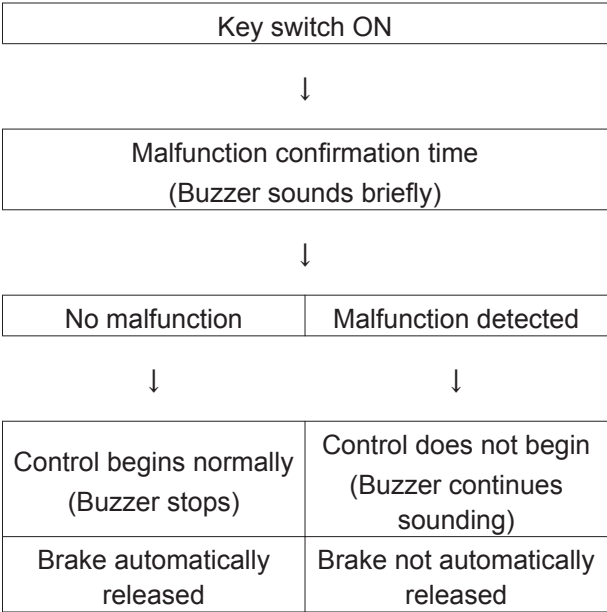 Key switch ON
↓
Malfunction confirmation time
(Buzzer sounds briefly)
↓
No malfunction
Malfunction detected
↓
↓
Control begins normally
(Buzzer stops)
Control does not begin
(Buzzer continues
sounding)
Brake automatically
released
Brake not automatically
released